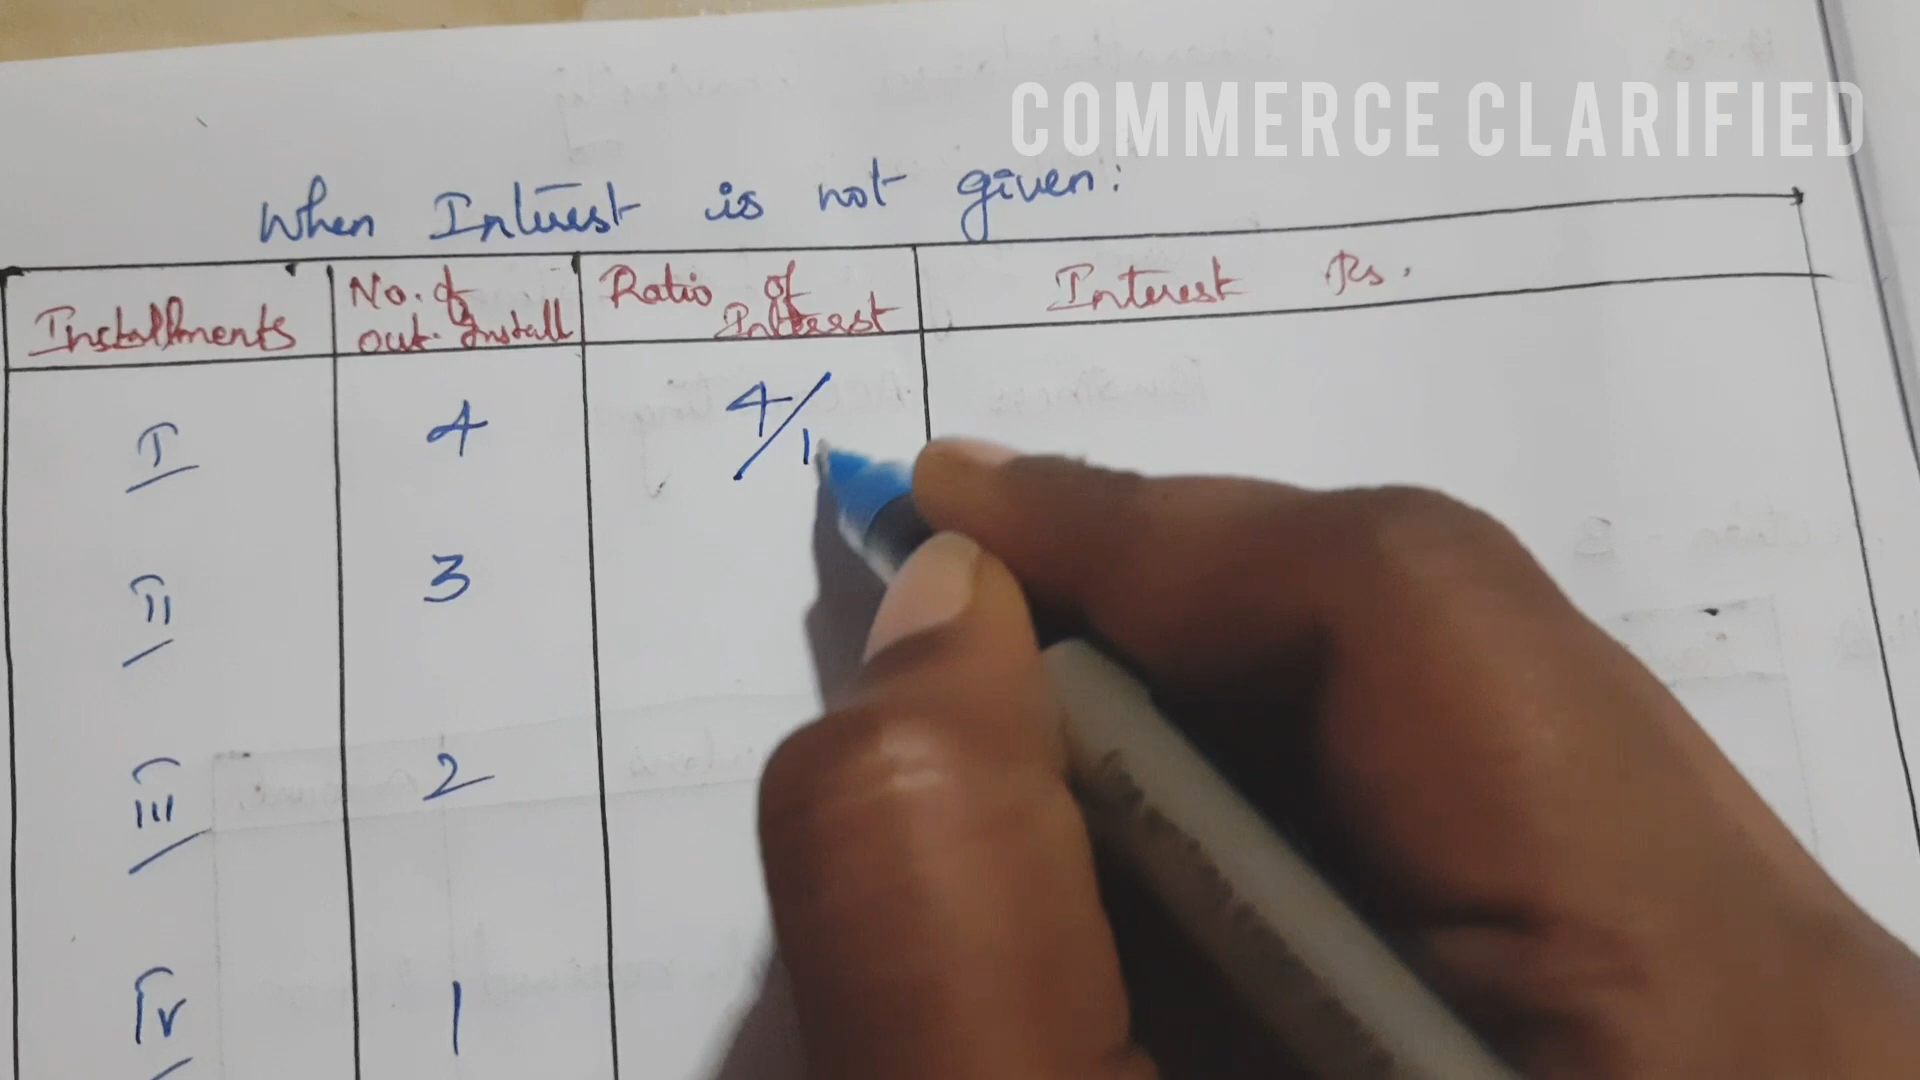 COMMERCE CLARIFIED
When Interest is not given:
Installments No. of out. Install Ratio of Interest Interest Rs.
I 4 4/1
II 3
III 2
IV 1